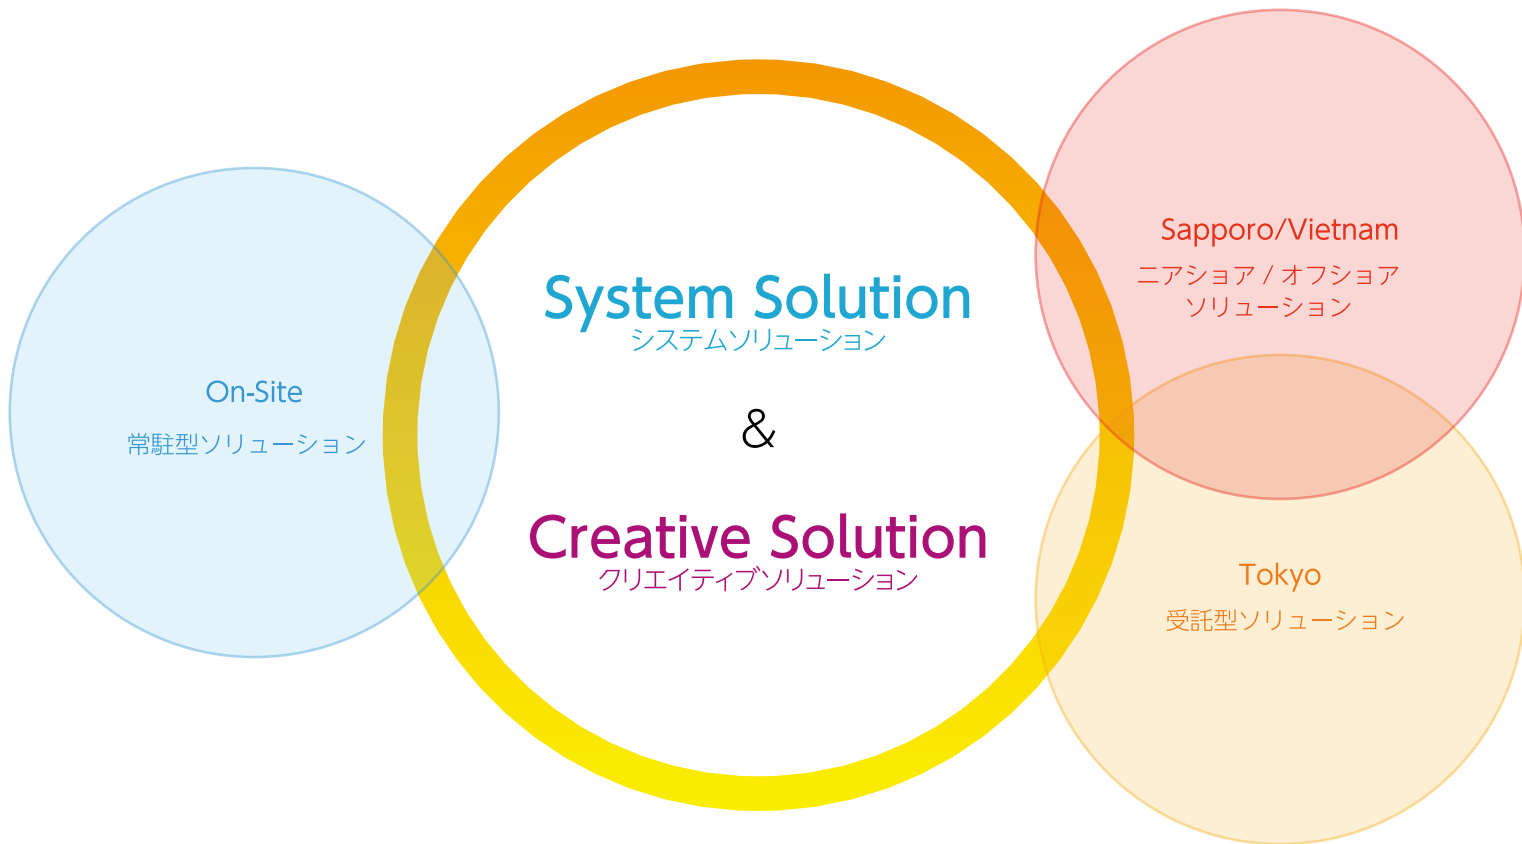 On-Site
常駐型ソリューション
System Solution
システムソリューション
&
Creative Solution
クリエイティブソリューション
Sapporo/Vietnam
ニアショア / オフショア
ソリューション
Tokyo
受託型ソリューション